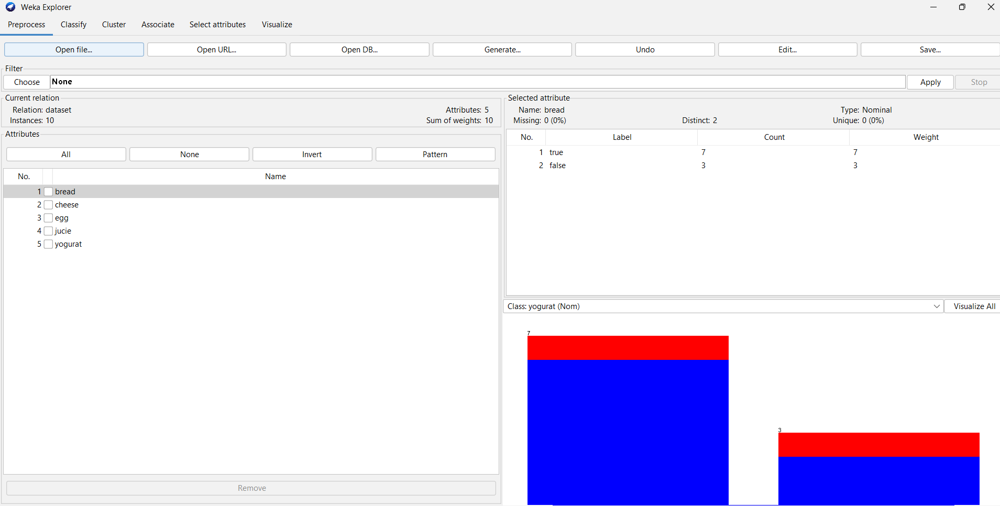 Weka Explorer
Preprocess Classify Cluster Associate Select attributes Visualize
Open file... Open URL... Open DB... Generate... Undo Edit... Save...
Filter
Choose None Apply Stop
Current relation
Relation: dataset Attributes: 5
Instances: 10 Sum of weights: 10
Attributes
All None Invert Pattern
No. Name
1 bread
2 cheese
3 egg
4 jucie
5 yogurat
Remove
Selected attribute
Name: bread Type: Nominal
Missing: 0 (0%) Distinct: 2 Unique: 0 (0%)
No. Label Count Weight
1 true 7 7
2 false 3 3
Class: yogurat (Nom) Visualize All
7
3